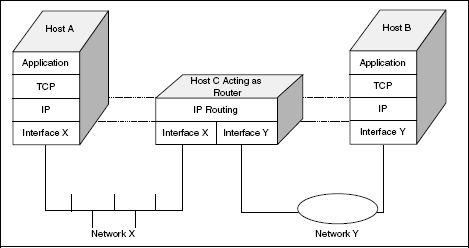 Host A
Application
TCP
IP
Interface X
Host C Acting as
Router
IP Routing
Interface X
Interface Y
Host B
Application
TCP
IP
Interface Y
Network X
Network Y